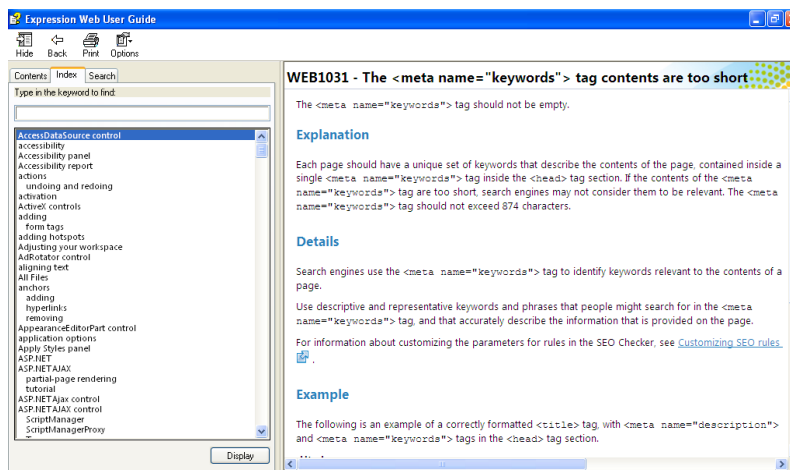 Expression Web User Guide
Hide Back Print Options
Contents Index Search
Type in the keyword to find:
AccessDataSource control
accessibility
Accessibility panel
Accessibility report
actions
undoing and redoing
activation
ActiveX controls
adding
form tags
adding hotspots
Adjusting your workspace
AdRotator control
aligning text
All Files
anchors
adding
hyperlinks
removing
AppearanceEditorPart control
application options
Apply Styles panel
ASP.NET
ASP.NET AJAX
partial-page rendering
tutorial
ASP.NET Ajax control
ASP.NET AJAX control
ScriptManager
ScriptManagerProxy
Display
WEB1031 - The <meta name="keywords"> tag contents are too short
The <meta name="keywords"> tag should not be empty.
Explanation
Each page should have a unique set of keywords that describe the contents of the page, contained inside a
single <meta name="keywords"> tag inside the <head> tag section. If the contents of the <meta
name="keywords"> tag are too short, search engines may not consider them to be relevant. The <meta
name="keywords"> tag should not exceed 874 characters.
Details
Search engines use the <meta name="keywords"> tag to identify keywords relevant to the contents of a
page.
Use descriptive and representative keywords and phrases that people might search for in the <meta
name="keywords"> tag, and that accurately describe the information that is provided on the page.
For information about customizing the parameters for rules in the SEO Checker, see Customizing SEO rules
.
Example
The following is an example of a correctly formatted <title> tag, with <meta name="description">
and <meta name="keywords"> tags in the <head> tag section.